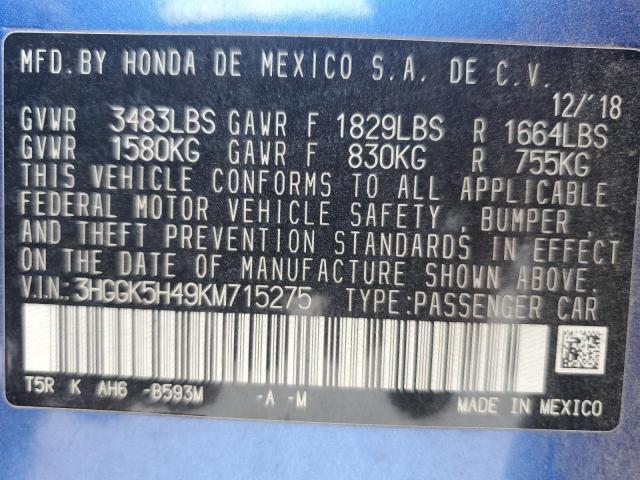 MFD. BY HONDA DE MEXICO S.A. DE C.V.
12/'18
GVWR 3483LBS GAWR F 1829LBS R 1664LBS
GVWR 1580KG GAWR F 830KG R 755KG
THIS VEHICLE CONFORMS TO ALL APPLICABLE
FEDERAL MOTOR VEHICLE SAFETY , BUMPER ,
AND THEFT PREVENTION STANDARDS IN EFFECT
ON THE DATE OF MANUFACTURE SHOWN ABOVE.
V.I.N.: 3HGGK5H49KM715275 TYPE:PASSENGER CAR
T5R K AH6 -B593M -A -M MADE IN MEXICO